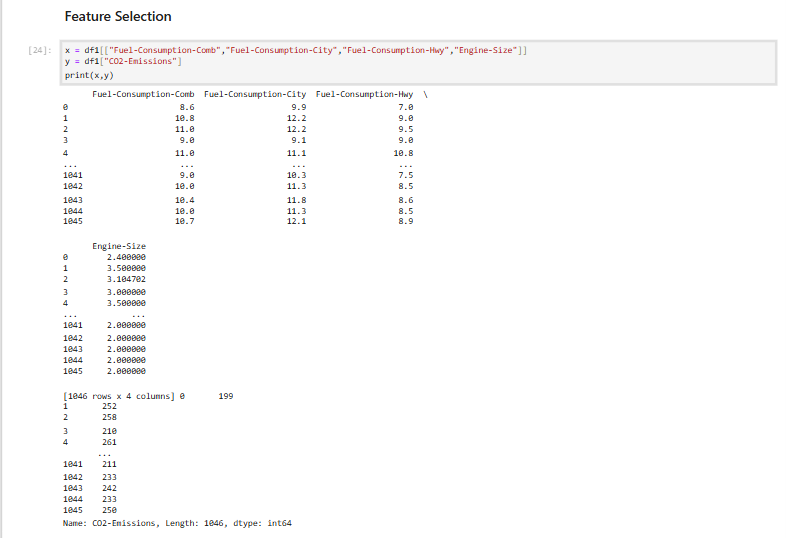 Feature Selection
[24]: x = df1[["Fuel-Consumption-Comb","Fuel-Consumption-City","Fuel-Consumption-Hwy","Engine-Size"]]
y = df1["CO2-Emissions"]
print(x,y)
Fuel-Consumption-Comb Fuel-Consumption-City Fuel-Consumption-Hwy \
0 8.6 9.9 7.0
1 10.8 12.2 9.0
2 11.0 12.2 9.5
3 9.0 9.1 9.0
4 11.0 11.1 10.8
... ... ... ...
1041 9.0 10.3 7.5
1042 10.0 11.3 8.5
1043 10.4 11.8 8.6
1044 10.0 11.3 8.5
1045 10.7 12.1 8.9
Engine-Size
0 2.400000
1 3.500000
2 3.104702
3 3.000000
4 3.500000
... ...
1041 2.000000
1042 2.000000
1043 2.000000
1044 2.000000
1045 2.000000
[1046 rows x 4 columns] 0 199
1 252
2 258
3 210
4 261
...
1041 211
1042 233
1043 242
1044 233
1045 250
Name: CO2-Emissions, Length: 1046, dtype: int64